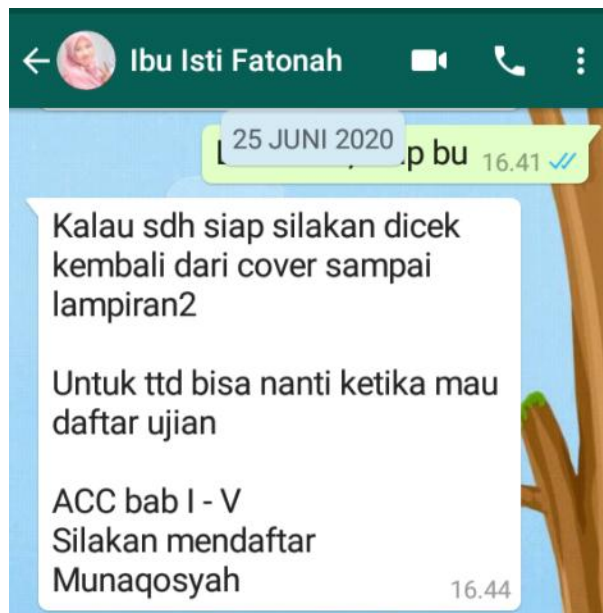 Ibu Isti Fatonah
25 JUNI 2020
p bu 16.41
Kalau sdh siap silakan dicek
kembali dari cover sampai
lampiran2
Untuk ttd bisa nanti ketika mau
daftar ujian
ACC bab I - V
Silakan mendaftar
Munaqosyah 16.44